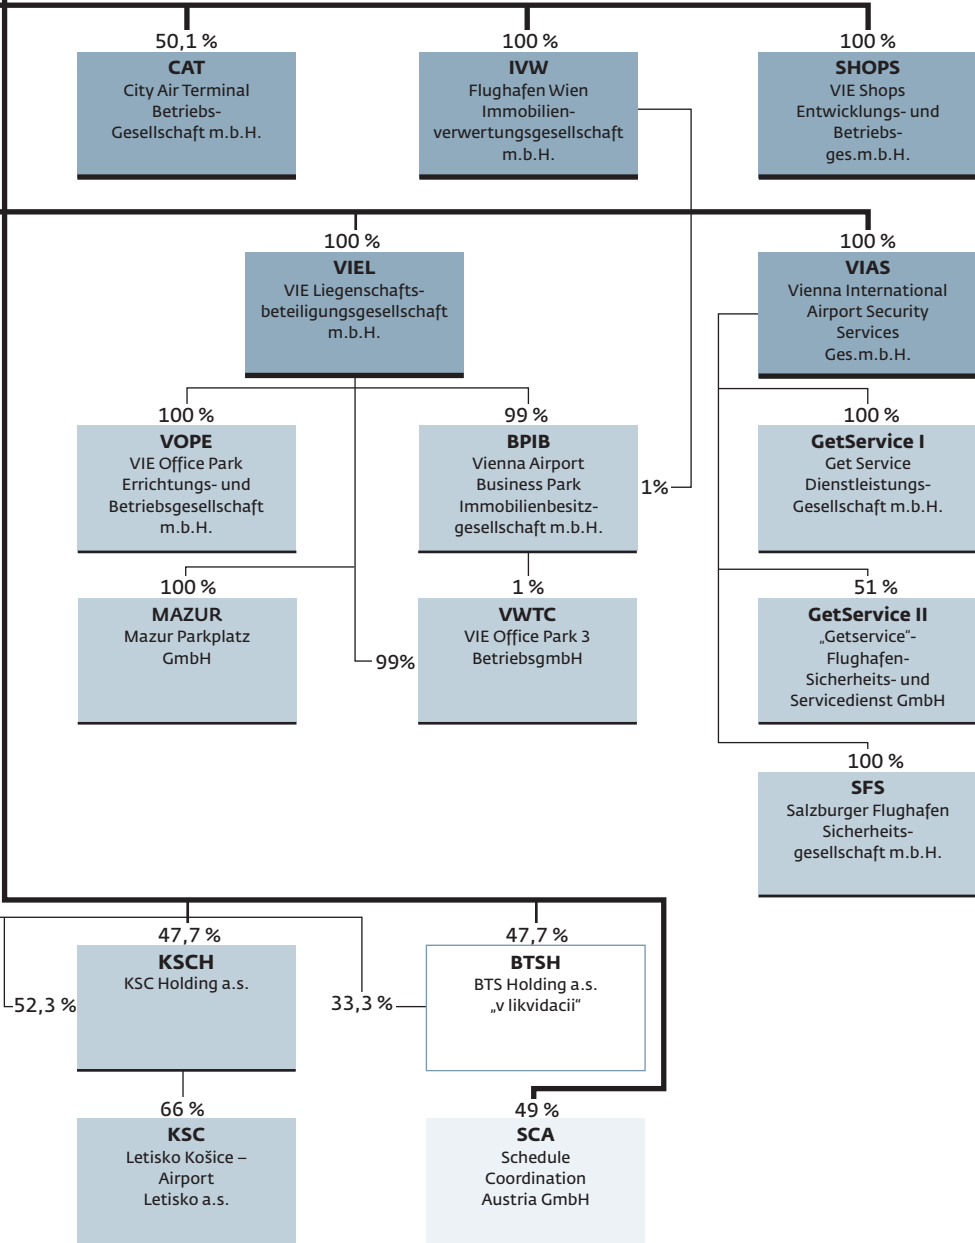 50,1 %
CAT
City Air Terminal
Betriebs-
Gesellschaft m.b.H.
100 %
IVW
Flughafen Wien
Immobilien-
verwertungsgesellschaft
m.b.H.
100 %
SHOPS
VIE Shops
Entwicklungs- und
Betriebs-
ges.m.b.H.
100 %
VIEL
VIE Liegenschafts-
beteiligungsgesellschaft
m.b.H.
100 %
VIAS
Vienna International
Airport Security
Services
Ges.m.b.H.
100 %
VOPE
VIE Office Park
Errichtungs- und
Betriebsgesellschaft
m.b.H.
99 %
BPIB
Vienna Airport
Business Park
Immobilienbesitz-
gesellschaft m.b.H.
1%
100 %
GetService I
Get Service
Dienstleistungs-
Gesellschaft m.b.H.
100 %
MAZUR
Mazur Parkplatz
GmbH
99%
1 %
VWTC
VIE Office Park 3
BetriebsgmbH
51 %
GetService II
„Getservice“-
Flughafen-
Sicherheits- und
Servicedienst GmbH
100 %
SFS
Salzburger Flughafen
Sicherheits-
gesellschaft m.b.H.
52,3 %
47,7 %
KSCH
KSC Holding a.s.
33,3 %
47,7 %
BTSH
BTS Holding a.s.
„v likvidacii“
66 %
KSC
Letisko Košice –
Airport
Letisko a.s.
49 %
SCA
Schedule
Coordination
Austria GmbH